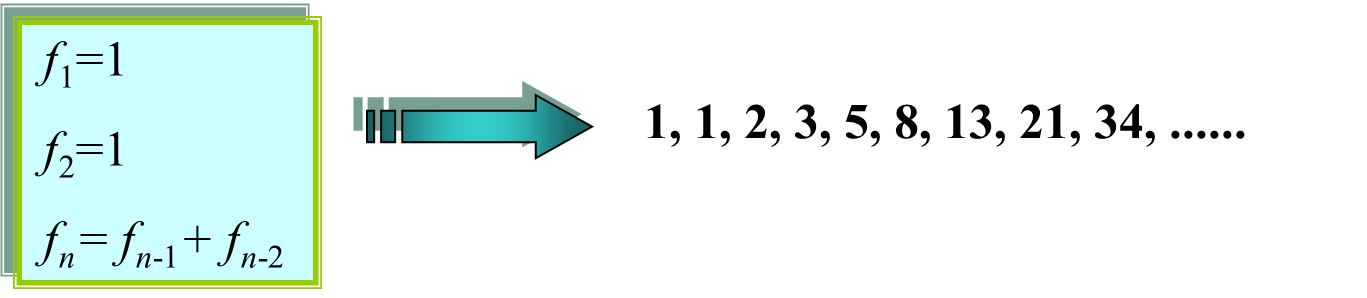 f₁=1
f₂=1
fₙ=fₙ₋₁+fₙ₋₂
1, 1, 2, 3, 5, 8, 13, 21, 34, ......